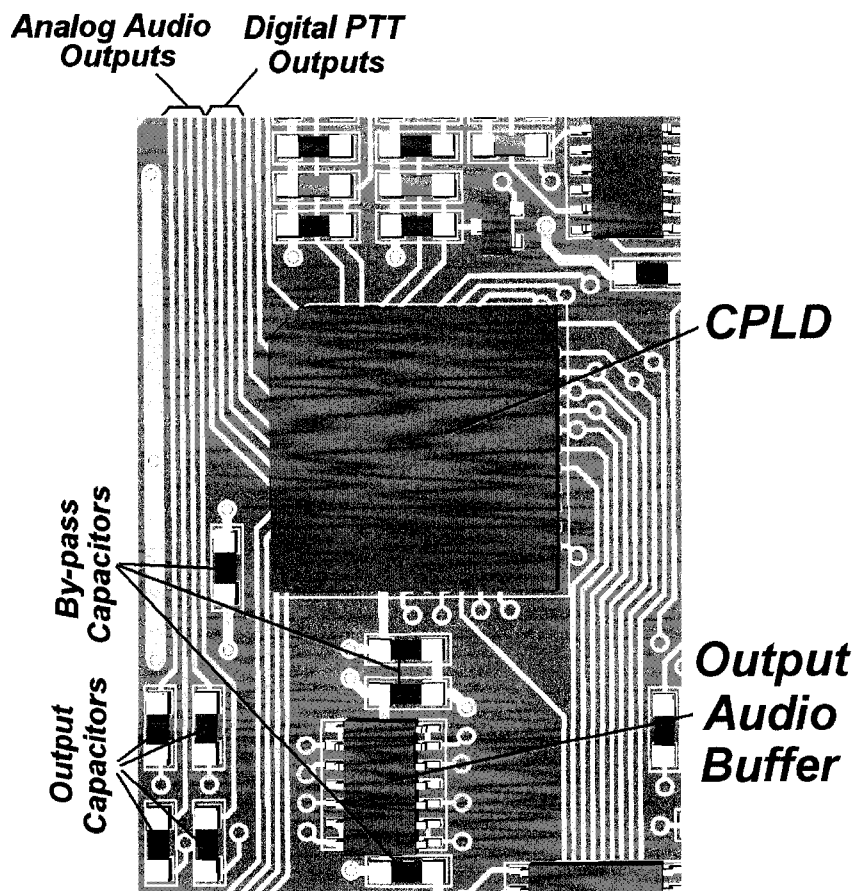 Analog Audio
Outputs
Digital PTT
Outputs
CPLD
By-pass
Capacitors
Output
Audio
Buffer
Output
Capacitors